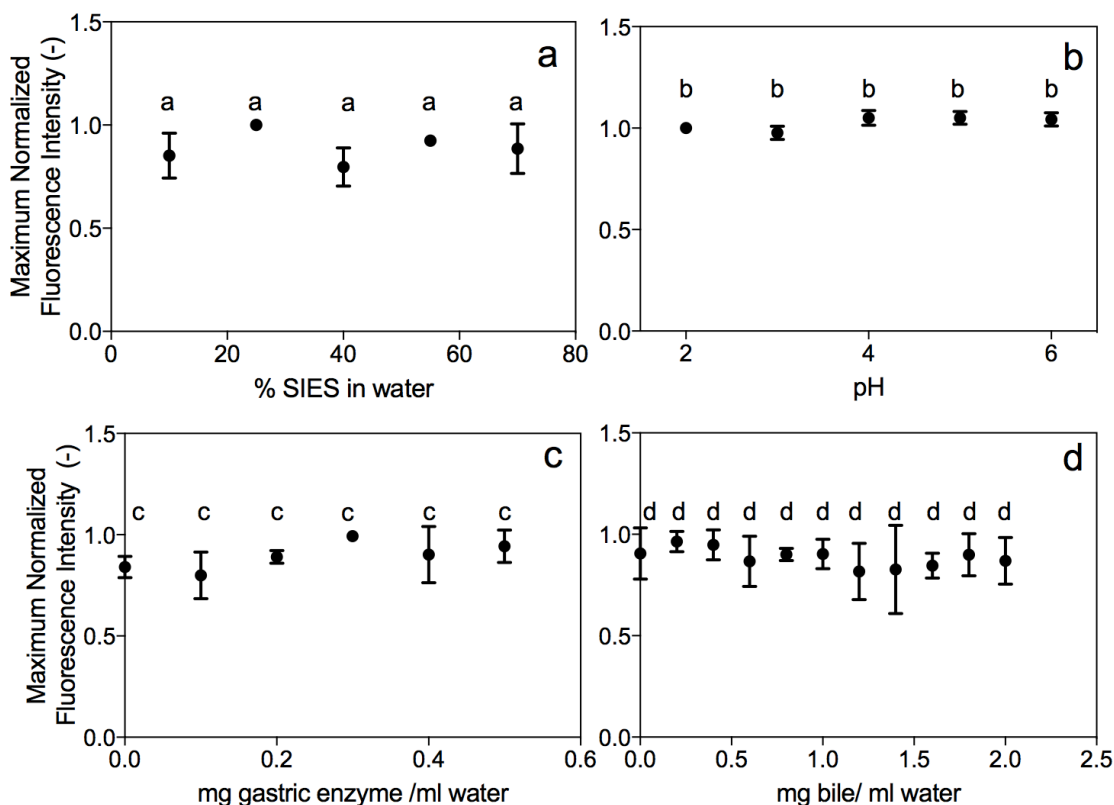 Maximum Normalized
Fluorescence Intensity (-)
1.5
1.0
0.5
0.0
a
a a a a a
0 20 40 60 80
% SIES in water
1.5
1.0
0.5
0.0
b
b b b b b
2 4 6
pH
Maximum Normalized
Fluorescence Intensity (-)
1.5
1.0
0.5
0.0
c
c c c c c c
0.0 0.2 0.4 0.6
mg gastric enzyme /ml water
1.5
1.0
0.5
0.0
d
d d d d d d d d d d d
0.0 0.5 1.0 1.5 2.0 2.5
mg bile/ ml water